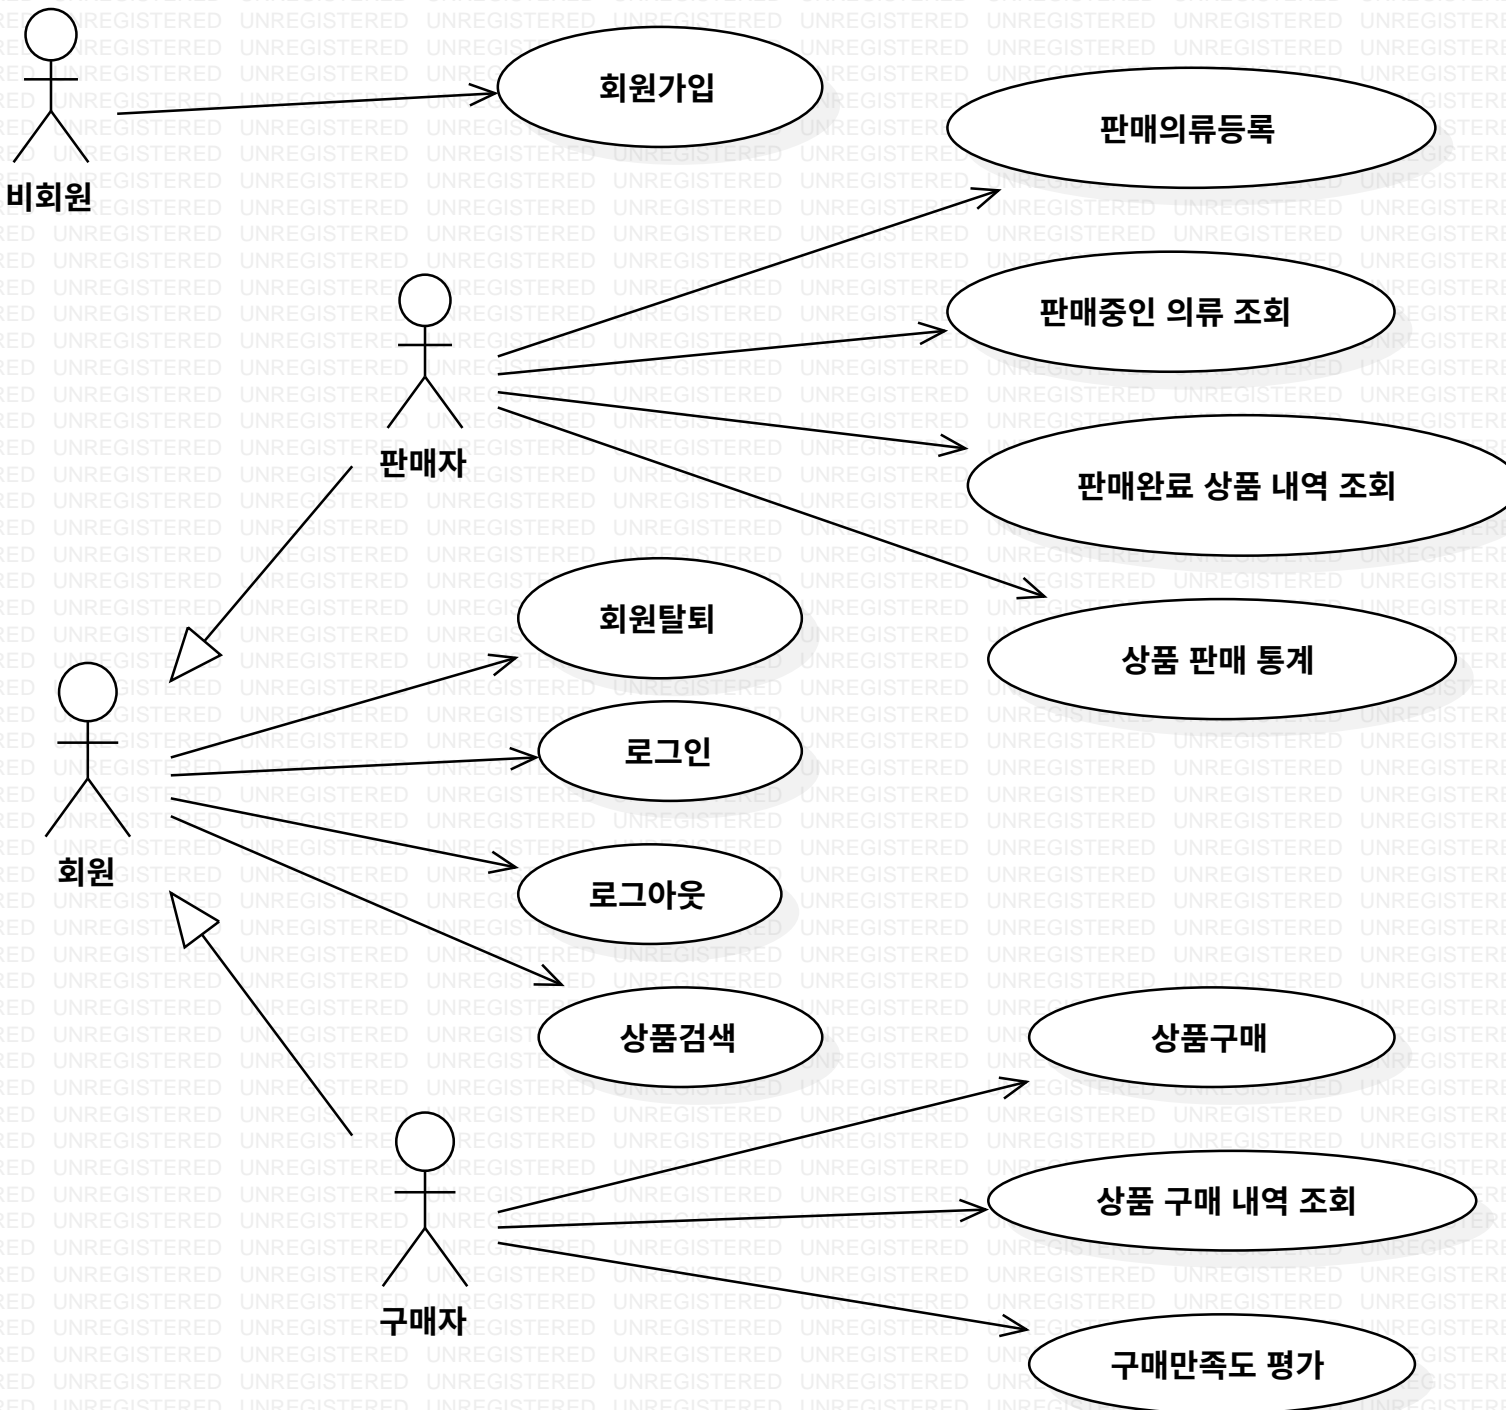 회원가입
판매의류등록
비회원
판매중인 의류 조회
판매자
판매완료 상품 내역 조회
회원탈퇴
상품 판매 통계
로그인
회원
로그아웃
상품검색
상품구매
상품 구매 내역 조회
구매자
구매만족도 평가
UNREGISTERED